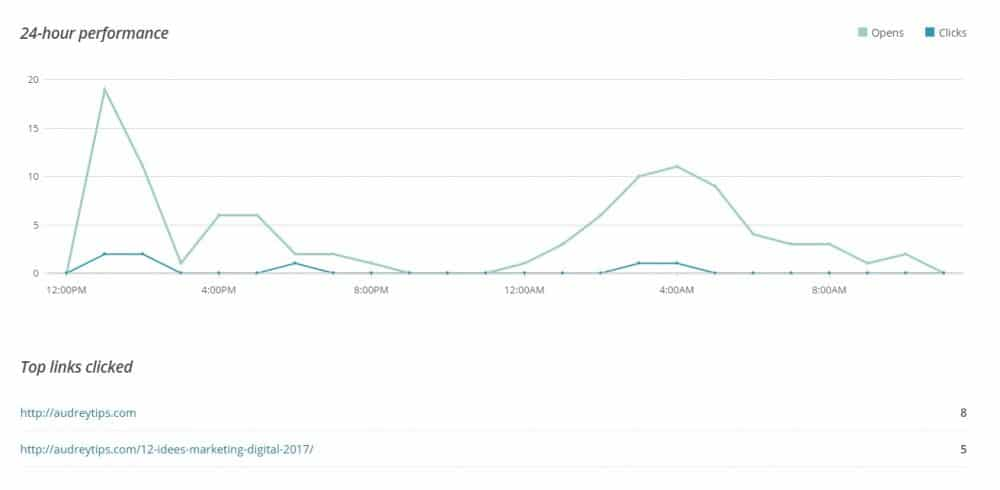 24-hour performance
Opens Clicks
20
15
10
5
0
12:00PM 4:00PM 8:00PM 12:00AM 4:00AM 8:00AM
Top links clicked
http://audreytips.com 8
http://audreytips.com/12-idees-marketing-digital-2017/ 5